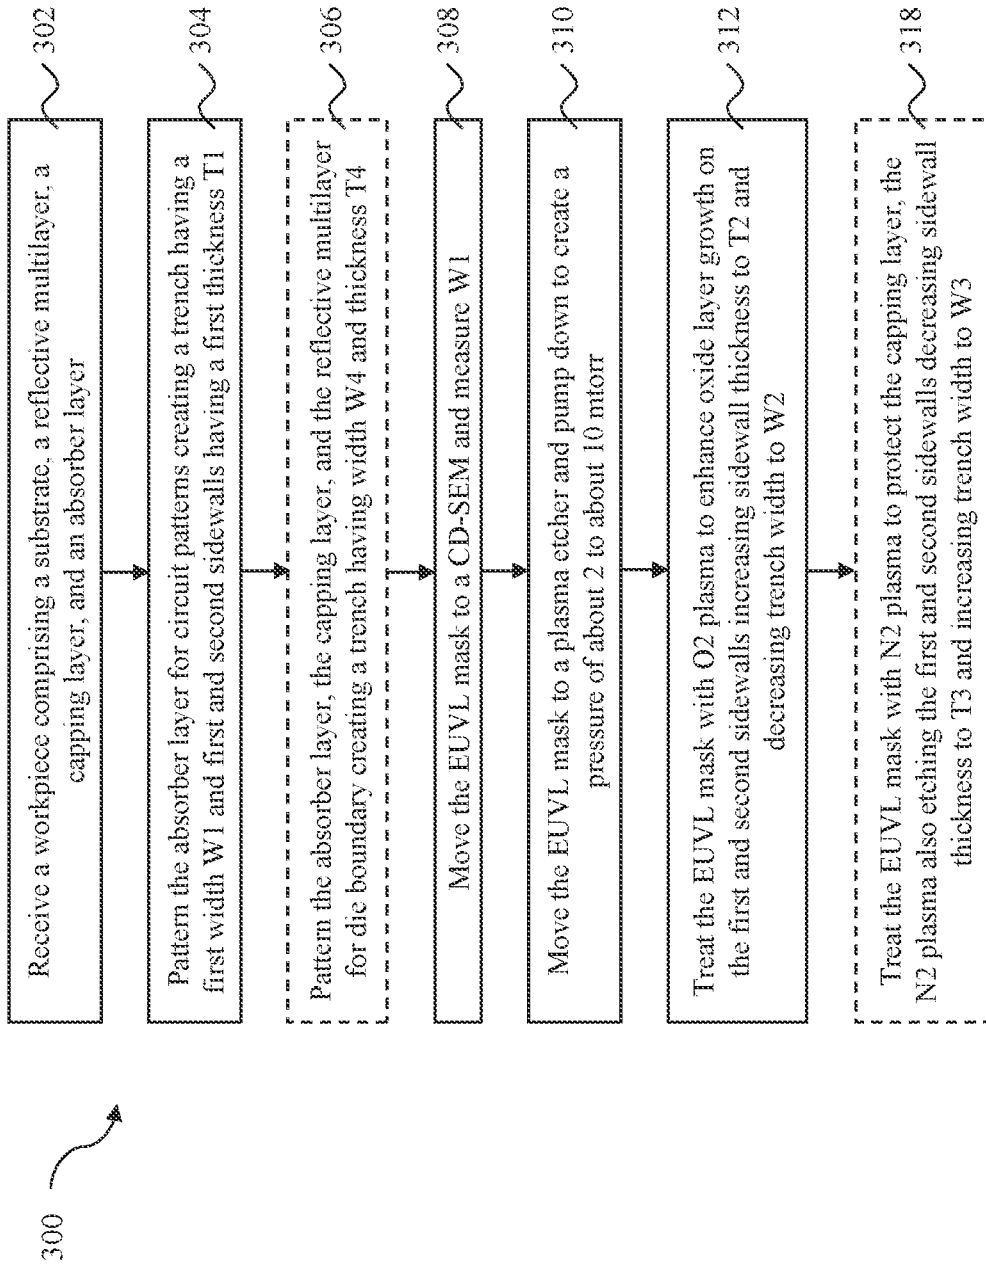 300
302
Receive a workpiece comprising a substrate, a reflective multilayer, a
capping layer, and an absorber layer
304
Pattern the absorber layer for circuit patterns creating a trench having a
first width W1 and first and second sidewalls having a first thickness T1
306
Pattern the absorber layer, the capping layer, and the reflective multilayer
for die boundary creating a trench having width W4 and thickness T4
308
Move the EUVL mask to a CD-SEM and measure W1
310
Move the EUVL mask to a plasma etcher and pump down to create a
pressure of about 2 to about 10 mtorr
312
Treat the EUVL mask with O2 plasma to enhance oxide layer growth on
the first and second sidewalls increasing sidewall thickness to T2 and
decreasing trench width to W2
318
Treat the EUVL mask with N2 plasma to protect the capping layer, the
N2 plasma also etching the first and second sidewalls decreasing sidewall
thickness to T3 and increasing trench width to W3